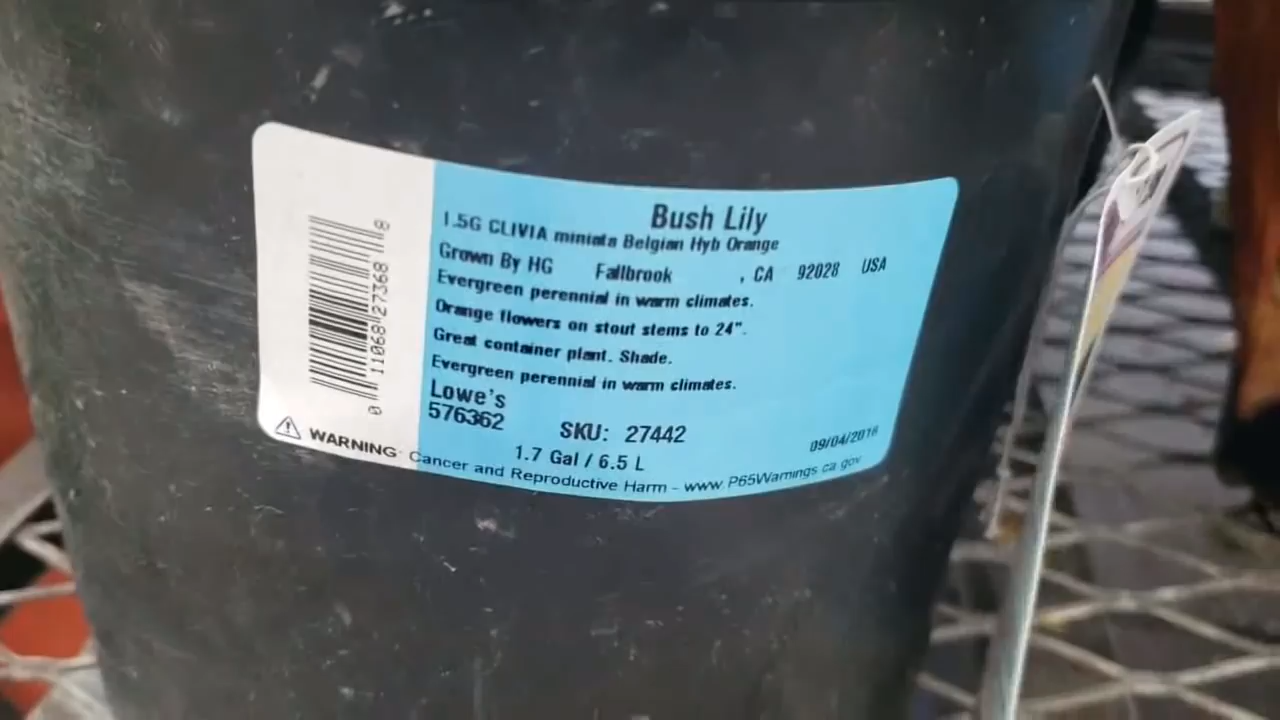 Bush Lily
1.5G CLIVIA miniata Belgian Hyb Orange
Grown By HG Fallbrook , CA 92028 USA
Evergreen perennial in warm climates.
Orange flowers on stout stems to 24".
Great container plant. Shade.
Evergreen perennial in warm climates.
Lowe's
576362 SKU: 27442
1.7 Gal / 6.5 L 09/04/2018
WARNING: Cancer and Reproductive Harm - www.P65Warnings.ca.gov
0 11068 27368 8